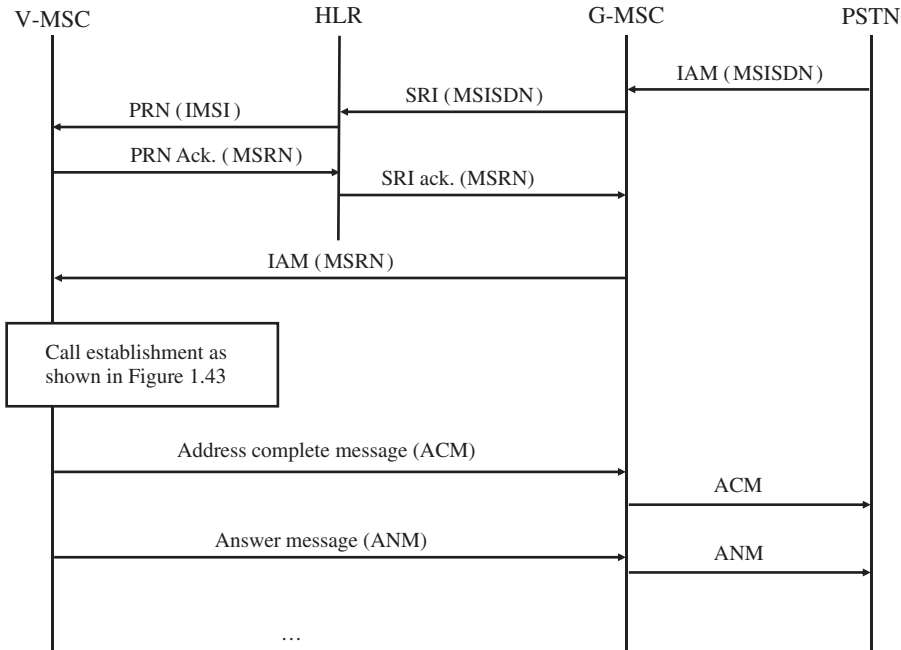 V-MSC HLR G-MSC PSTN
IAM (MSISDN)
SRI (MSISDN)
PRN (IMSI)
PRN Ack. (MSRN)
SRI ack. (MSRN)
IAM (MSRN)
Call establishment as
shown in Figure 1.43
Address complete message (ACM)
ACM
Answer message (ANM)
ANM
…